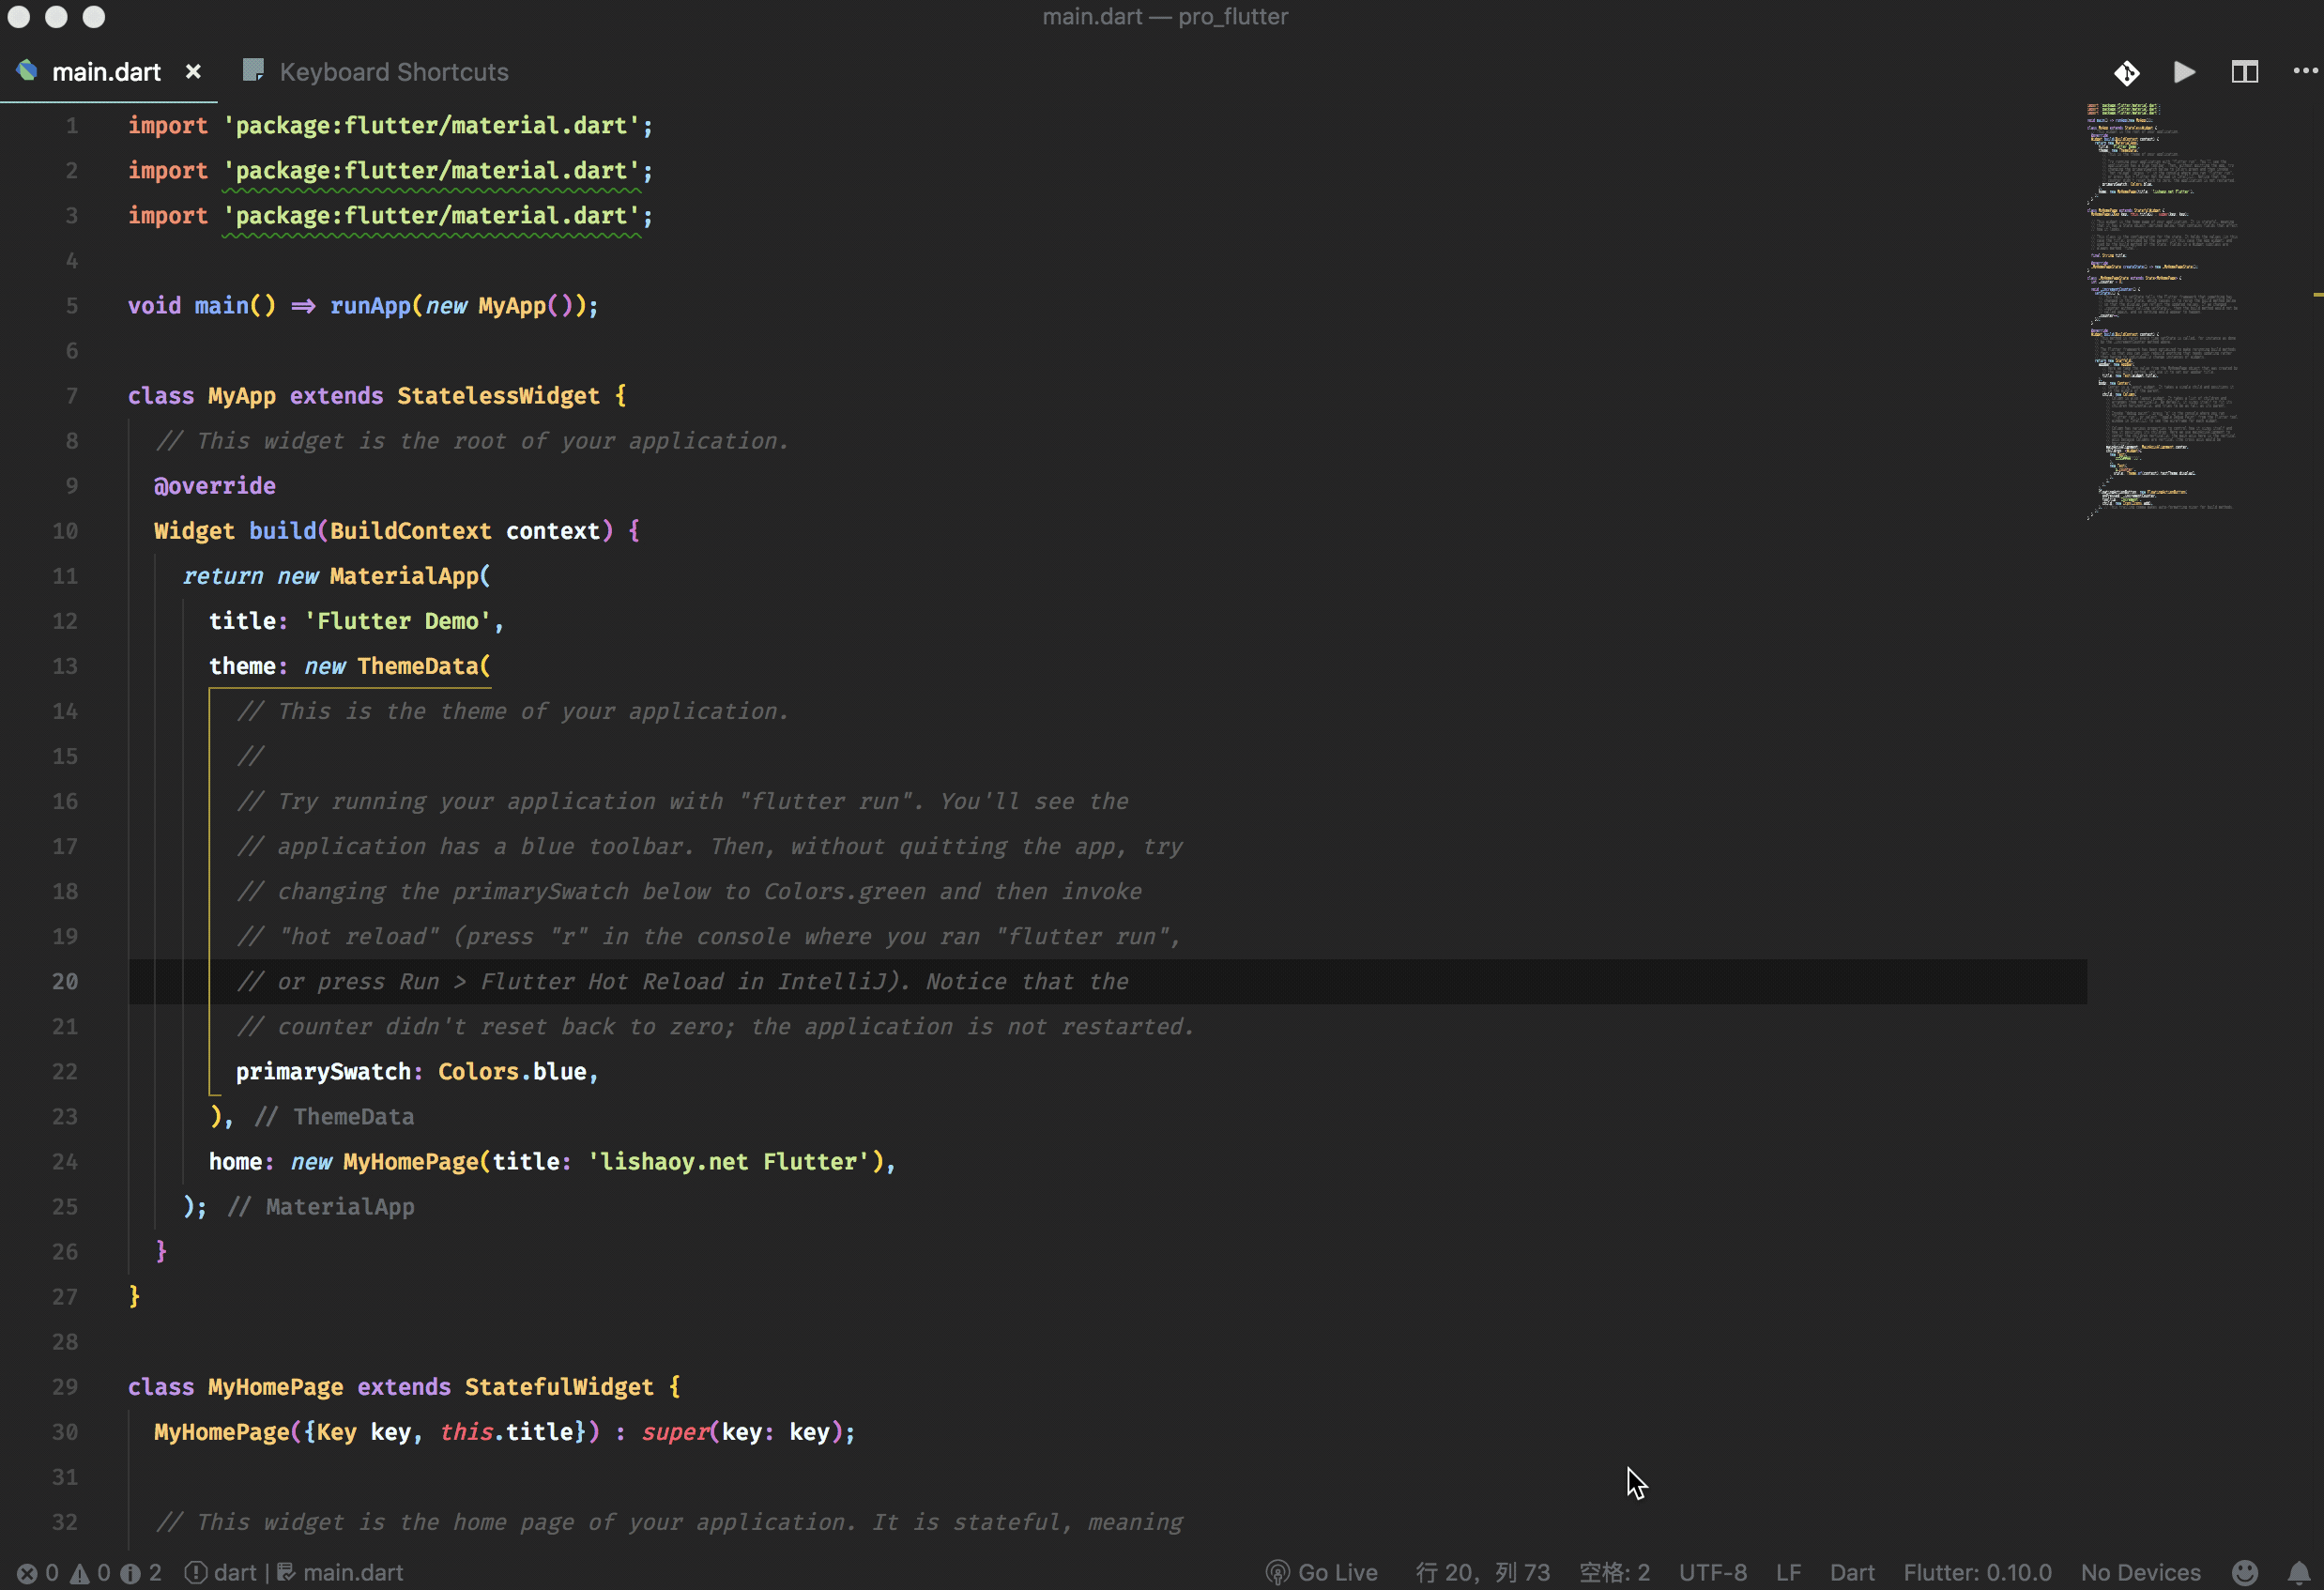 main.dart — pro_flutter
main.dart × Keyboard Shortcuts
1 import 'package:flutter/material.dart';
2 import 'package:flutter/material.dart';
3 import 'package:flutter/material.dart';
4
5 void main() => runApp(new MyApp());
6
7 class MyApp extends StatelessWidget {
8 // This widget is the root of your application.
9 @override
10 Widget build(BuildContext context) {
11 return new MaterialApp(
12 title: 'Flutter Demo',
13 theme: new ThemeData(
14 // This is the theme of your application.
15 //
16 // Try running your application with "flutter run". You'll see the
17 // application has a blue toolbar. Then, without quitting the app, try
18 // changing the primarySwatch below to Colors.green and then invoke
19 // "hot reload" (press "r" in the console where you ran "flutter run",
20 // or press Run > Flutter Hot Reload in IntelliJ). Notice that the
21 // counter didn't reset back to zero; the application is not restarted.
22 primarySwatch: Colors.blue,
23 ), // ThemeData
24 home: new MyHomePage(title: 'lishaoy.net Flutter'),
25 ); // MaterialApp
26 }
27 }
28
29 class MyHomePage extends StatefulWidget {
30 MyHomePage({Key key, this.title}) : super(key: key);
31
32 // This widget is the home page of your application. It is stateful, meaning
0 0 2 dart | main.dart Go Live 行 20，列 73 空格: 2 UTF-8 LF Dart Flutter: 0.10.0 No Devices